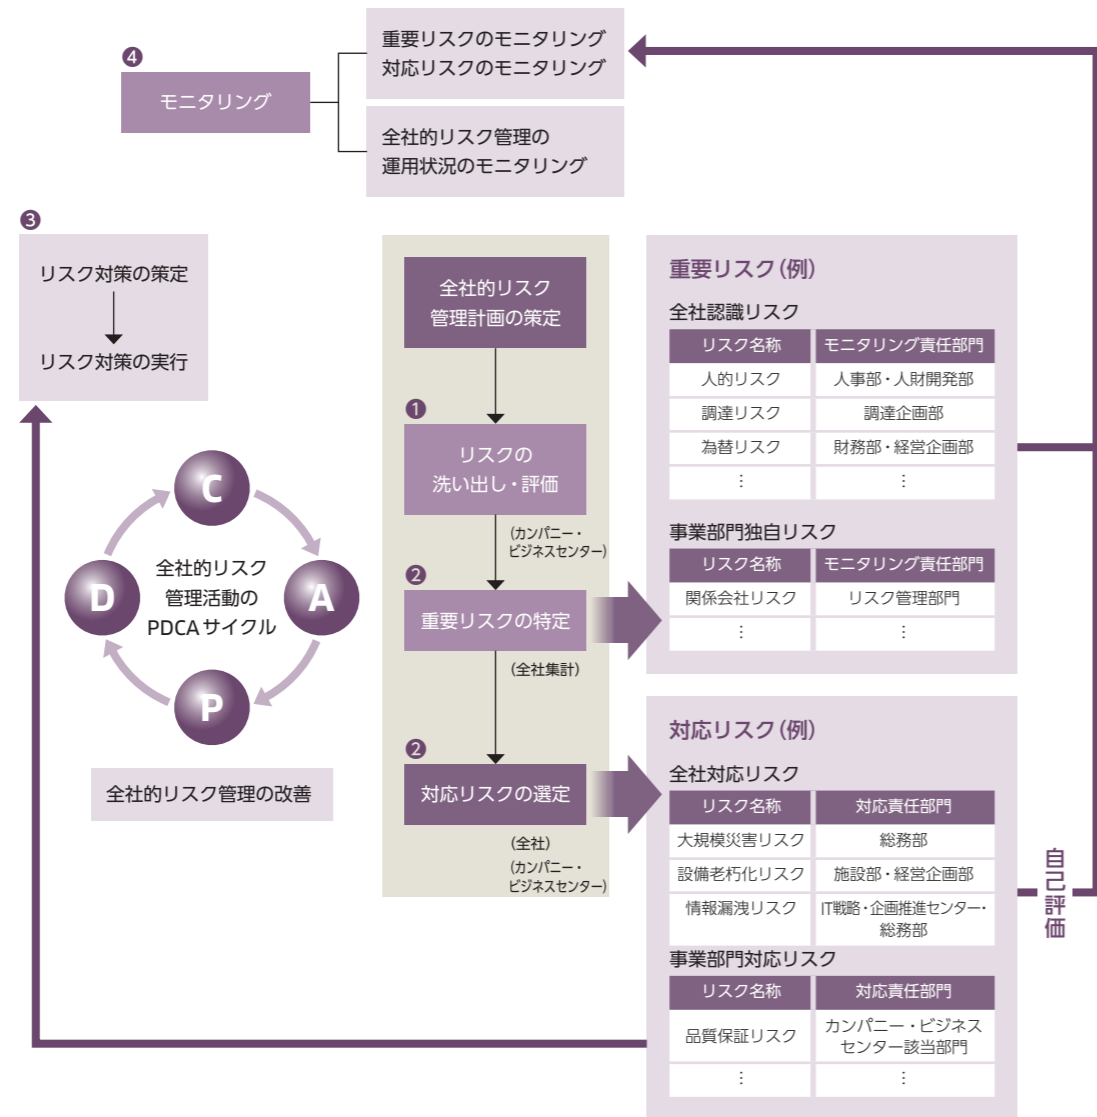 ❹
モニタリング
重要リスクのモニタリング
対応リスクのモニタリング
全社的リスク管理の
運用状況のモニタリング
❸
リスク対策の策定
リスク対策の実行
C
D
A
P
全社的リスク
管理活動の
PDCAサイクル
全社的リスク管理の改善
全社的リスク
管理計画の策定
❶
リスクの
洗い出し・評価
(カンパニー・
ビジネスセンター)
❷
重要リスクの特定
(全社集計)
❷
対応リスクの選定
(全社)
(カンパニー・
ビジネスセンター)
重要リスク(例)
全社認識リスク
リスク名称 モニタリング責任部門
人的リスク 人事部・人財開発部
調達リスク 調達企画部
為替リスク 財務部・経営企画部
⋮ ⋮
事業部門独自リスク
リスク名称 モニタリング責任部門
関係会社リスク リスク管理部門
⋮ ⋮
対応リスク(例)
全社対応リスク
リスク名称 対応責任部門
大規模災害リスク 総務部
設備老朽化リスク 施設部・経営企画部
情報漏洩リスク IT戦略・企画推進センター・
総務部
事業部門対応リスク
リスク名称 対応責任部門
品質保証リスク カンパニー・ビジネス
センター該当部門
⋮ ⋮
自己評価